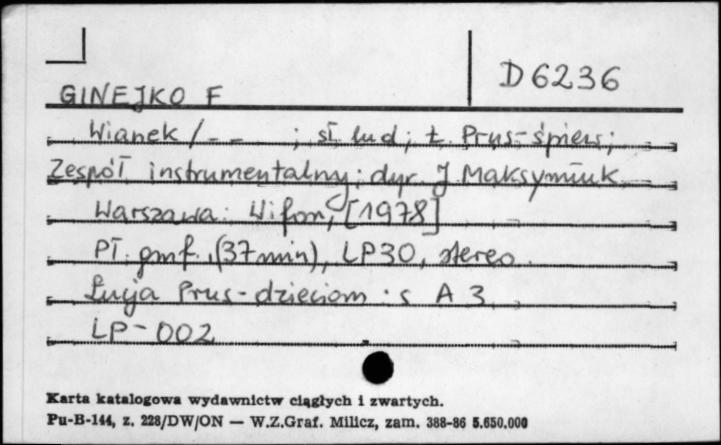 D 6236
GINEJKO F
Wianek / - - ; sł. lud ; Ł. Prus - śpiew ;
Zespół instrumentalny ; dyr. J Maksymiuk
Warszawa : Wifon, [1978]
Pł. gmf. (37 min), LP30, stereo
Łucja Prus - dzieciom : s A 3
LP - 002
Karta katalogowa wydawnictw ciągłych i zwartych.
Pu-B-144, z. 228/DW/ON — W.Z.Graf. Milicz, zam. 388-86 5.650.000